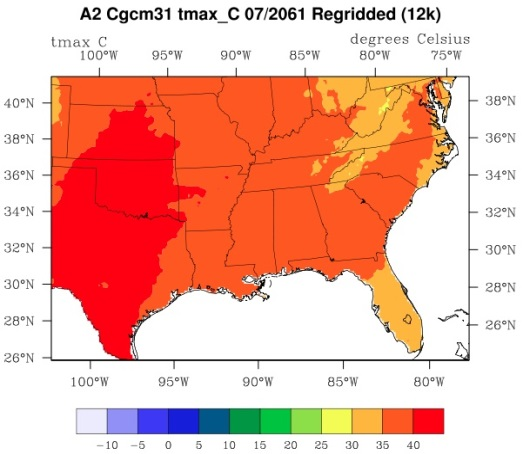 A2 Cgcm31 tmax_C 07/2061 Regridded (12k)
tmax C degrees Celsius
100°W 95°W 90°W 85°W 80°W 75°W
40°N 38°N
38°N 36°N
36°N 34°N
34°N 32°N
32°N 30°N
30°N 28°N
28°N 26°N
26°N
100°W 95°W 90°W 85°W 80°W
−10 −5 0 5 10 15 20 25 30 35 40